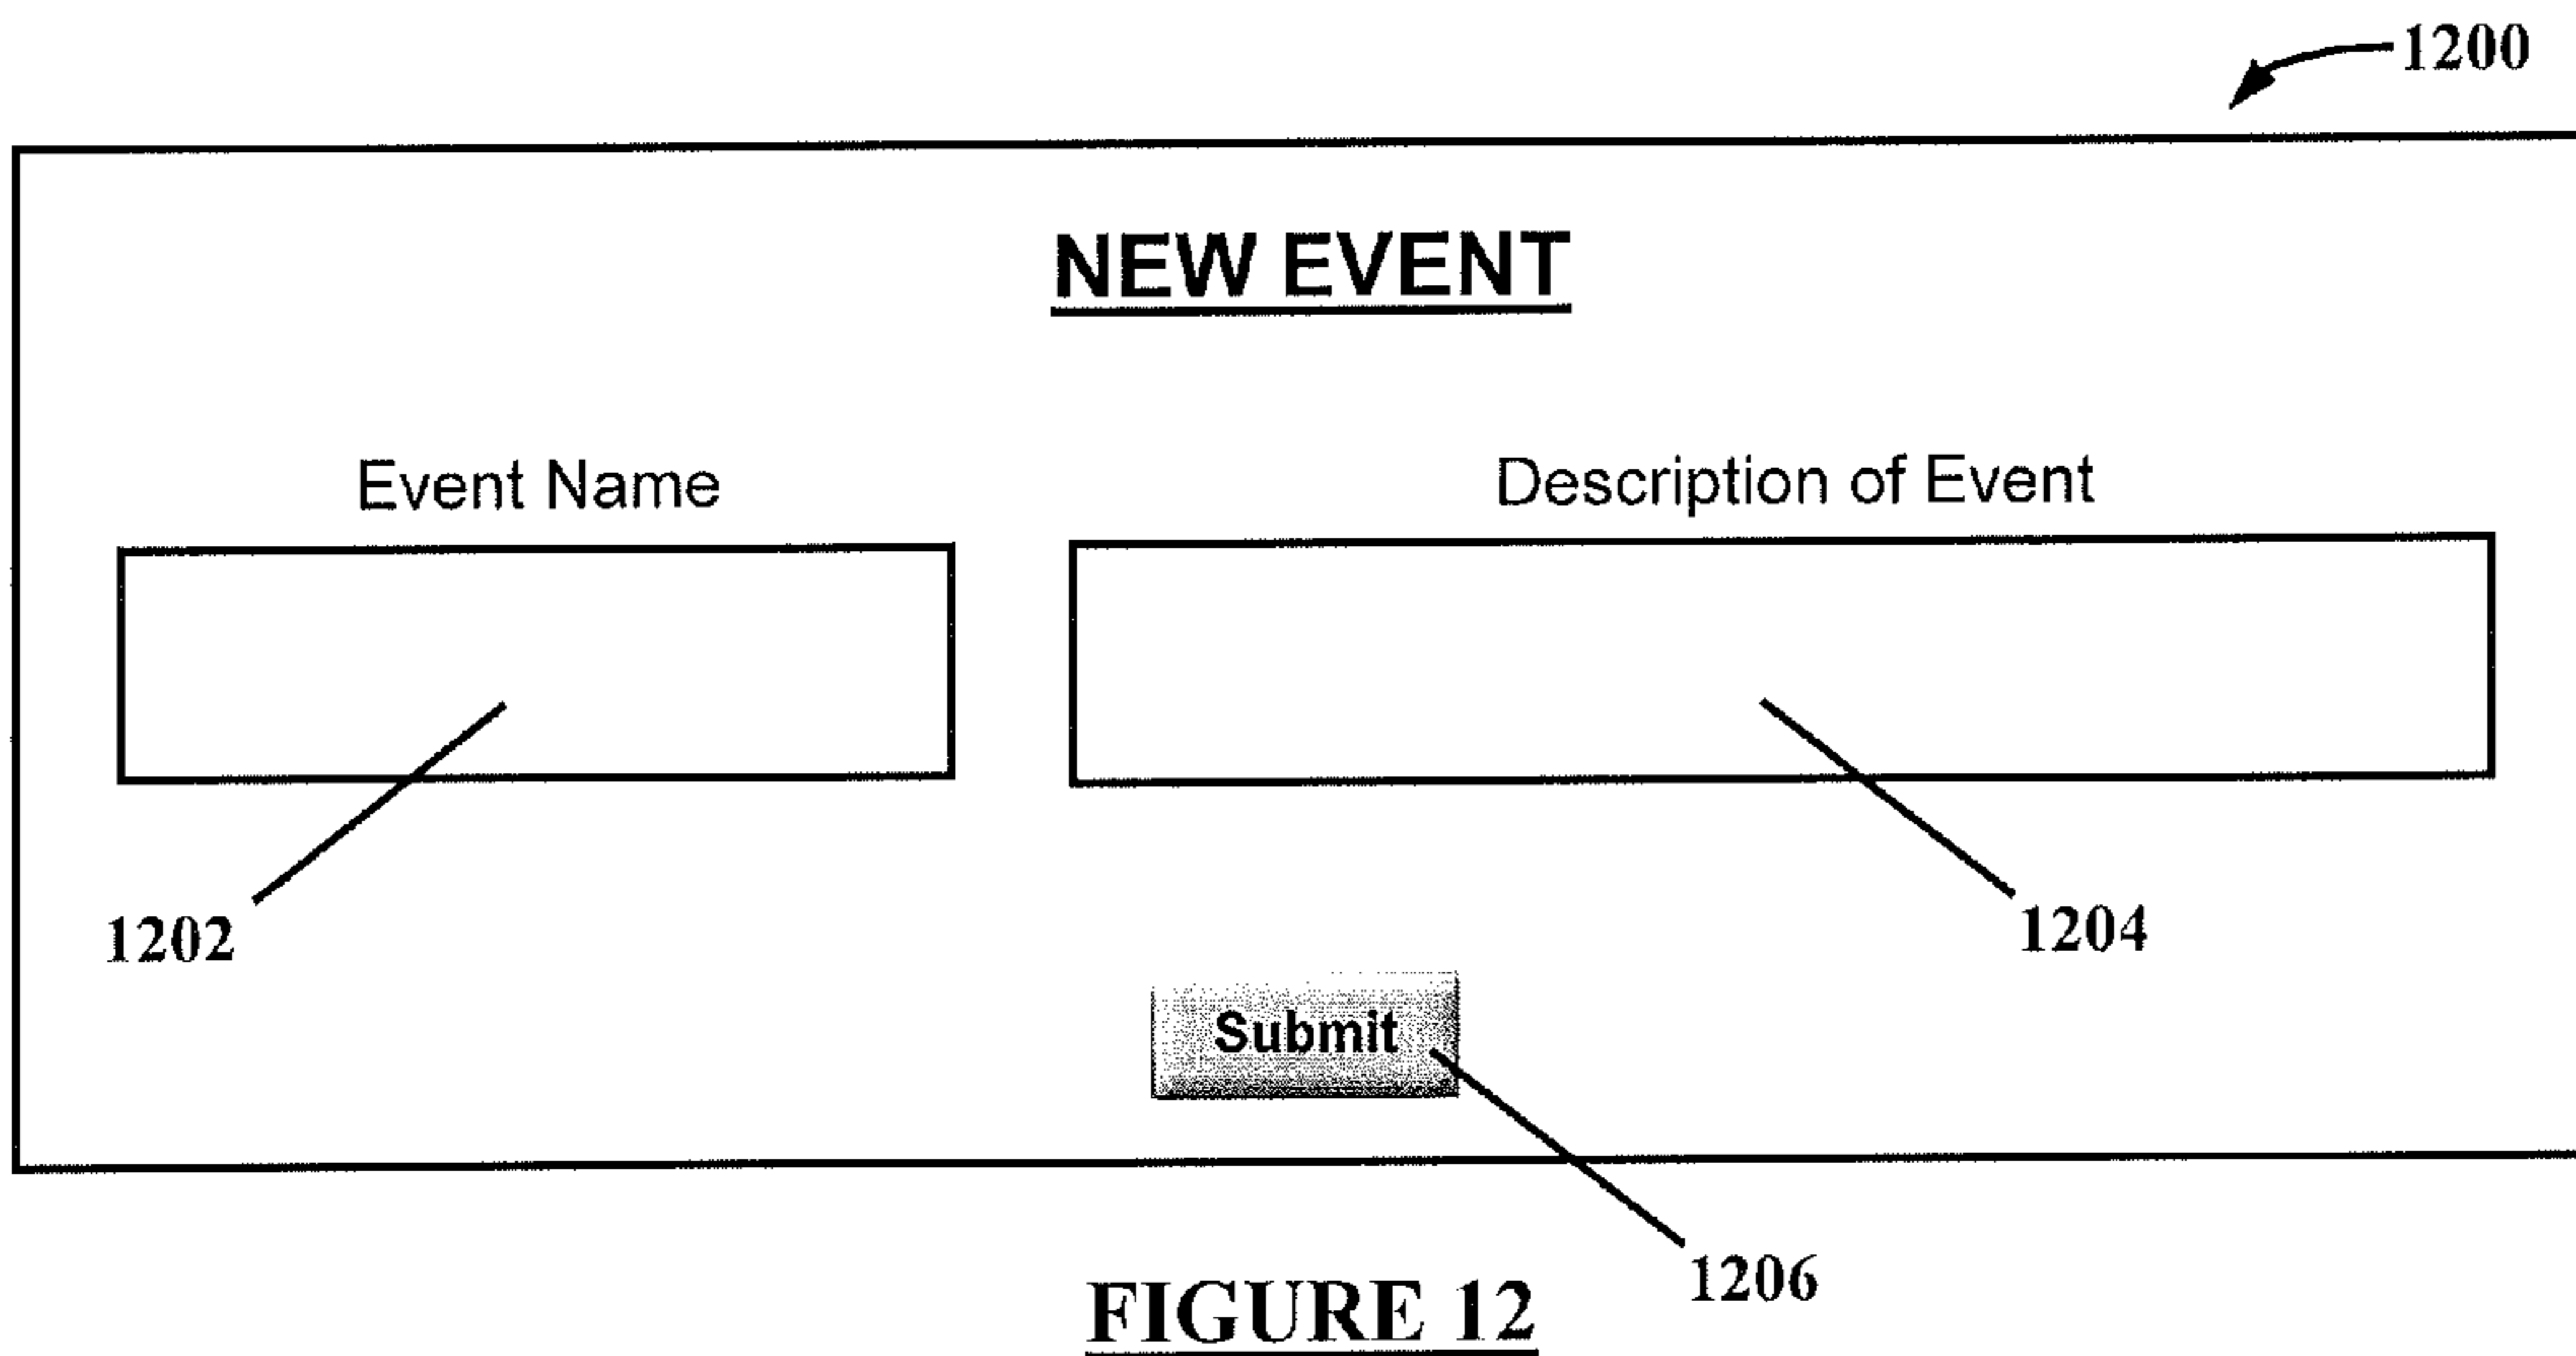 1200
NEW EVENT
Event Name
Description of Event
1202
1204
Submit
1206
FIGURE 12